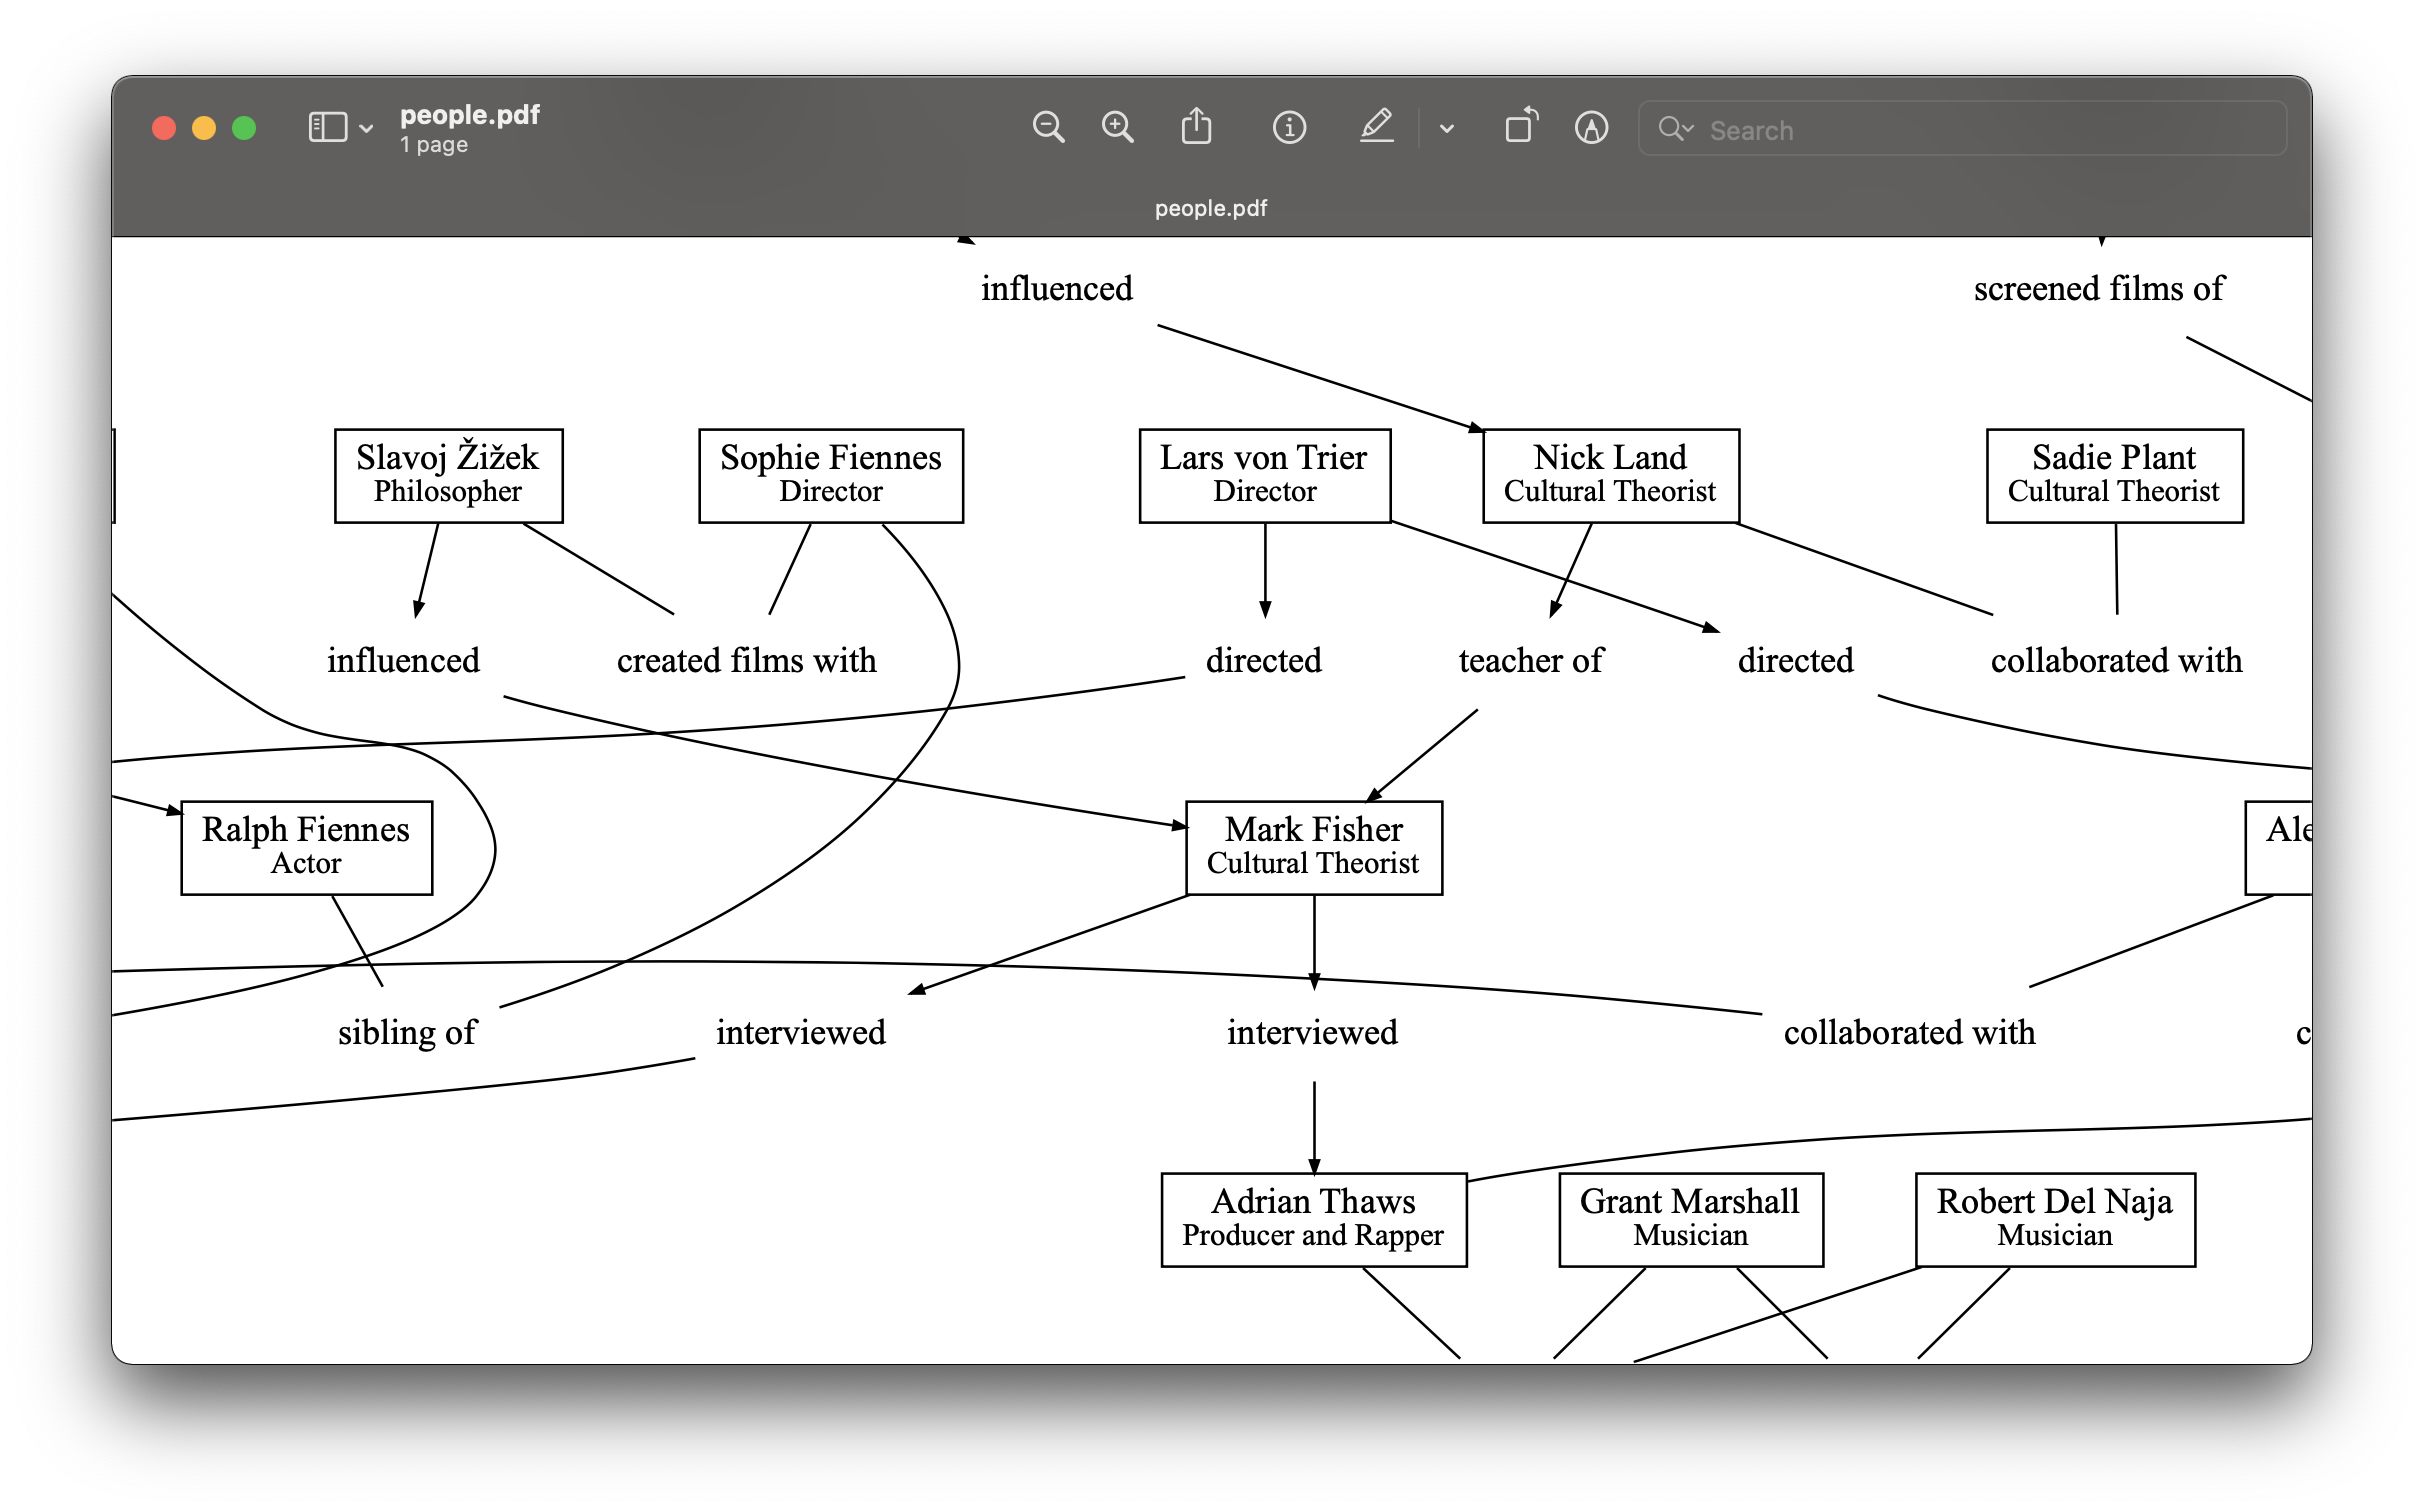 people.pdf
1 page
Search
people.pdf
influenced
screened films of
Slavoj Žižek
Philosopher
Sophie Fiennes
Director
Lars von Trier
Director
Nick Land
Cultural Theorist
Sadie Plant
Cultural Theorist
influenced
created films with
directed
teacher of
directed
collaborated with
Ralph Fiennes
Actor
Mark Fisher
Cultural Theorist
Ale
sibling of
interviewed
interviewed
collaborated with
c
Adrian Thaws
Producer and Rapper
Grant Marshall
Musician
Robert Del Naja
Musician